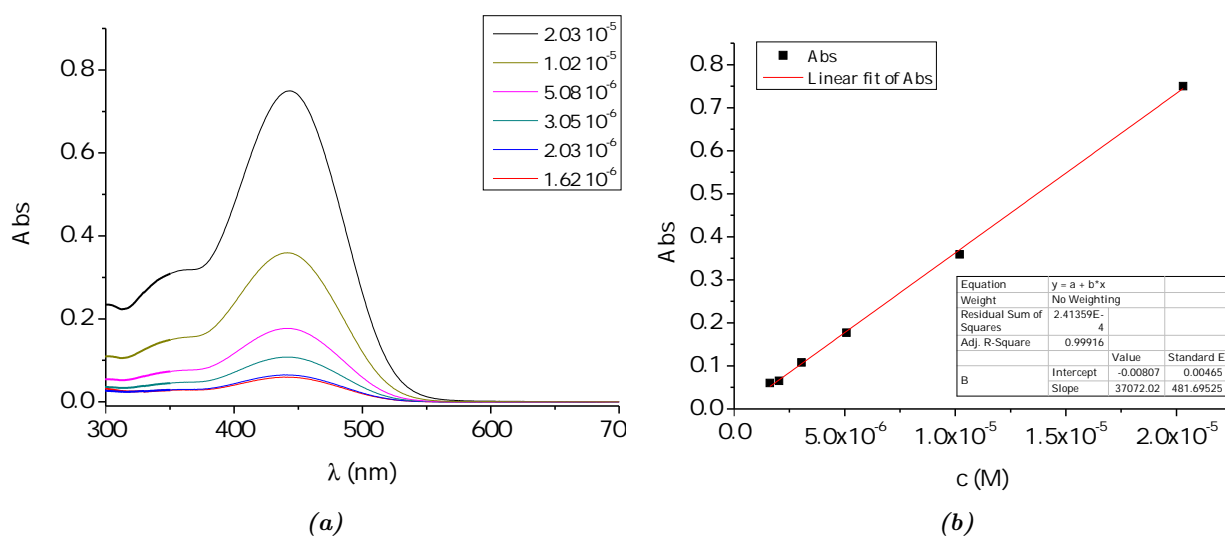 2.03 10⁻⁵
1.02 10⁻⁵
5.08 10⁻⁶
3.05 10⁻⁶
2.03 10⁻⁶
1.62 10⁻⁶
0.8
0.6
0.4
0.2
0.0
Abs
300 400 500 600 70
λ (nm)
(a)
Abs
Linear fit of Abs
0.8
0.7
0.6
0.5
0.4
0.3
0.2
0.1
0.0
Abs
Equation y = a + b*x
Weight No Weighting
Residual Sum of Squares 2.41359E-4
Adj. R-Square 0.99916
Value Standard E
B Intercept -0.00807 0.00465
Slope 37072.02 481.69525
0.0 5.0x10⁻⁶ 1.0x10⁻⁵ 1.5x10⁻⁵ 2.0x10⁻⁵
c (M)
(b)